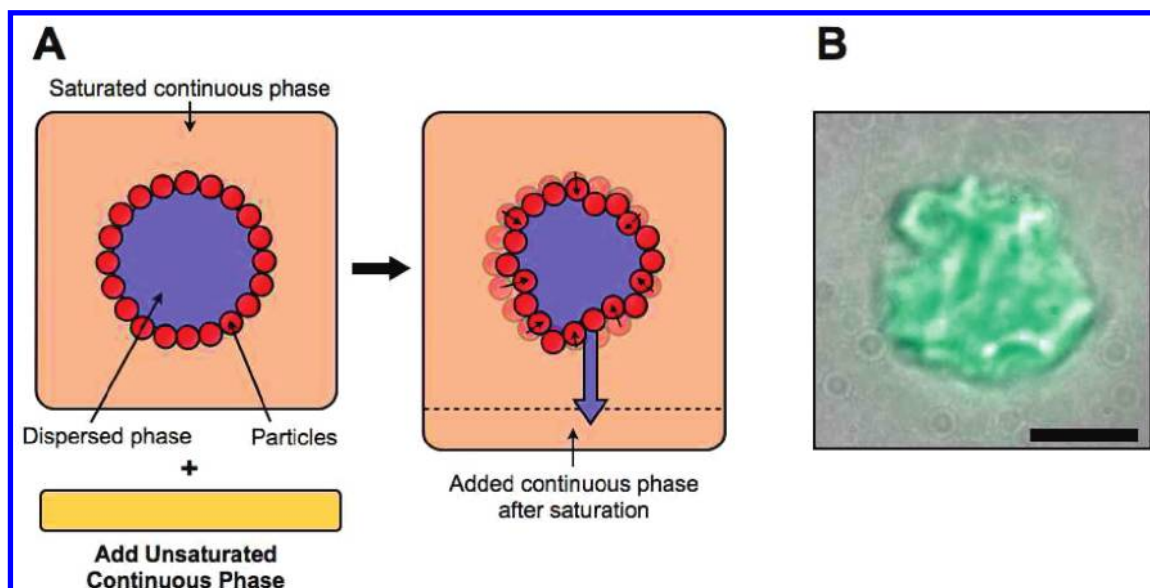 A
Saturated continuous phase
Dispersed phase
Particles
+
Add Unsaturated
Continuous Phase
Added continuous phase
after saturation
B